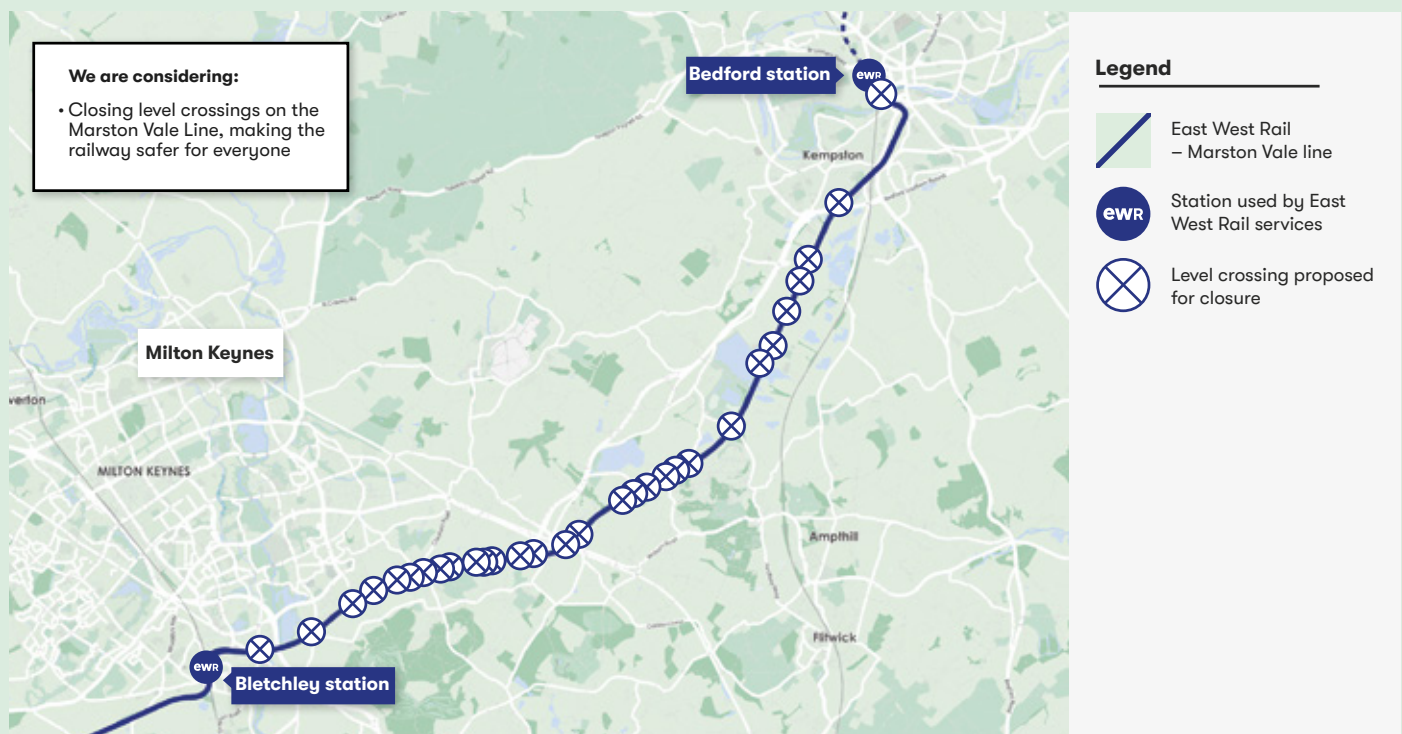 We are considering:
• Closing level crossings on the
Marston Vale Line, making the
railway safer for everyone
Bedford station
ewR
Kempston
Milton Keynes
verton
MILTON KEYNES
Ampthill
Flitwick
ewR
Bletchley station
Legend
East West Rail
– Marston Vale line
ewR
Station used by East
West Rail services
Level crossing proposed
for closure